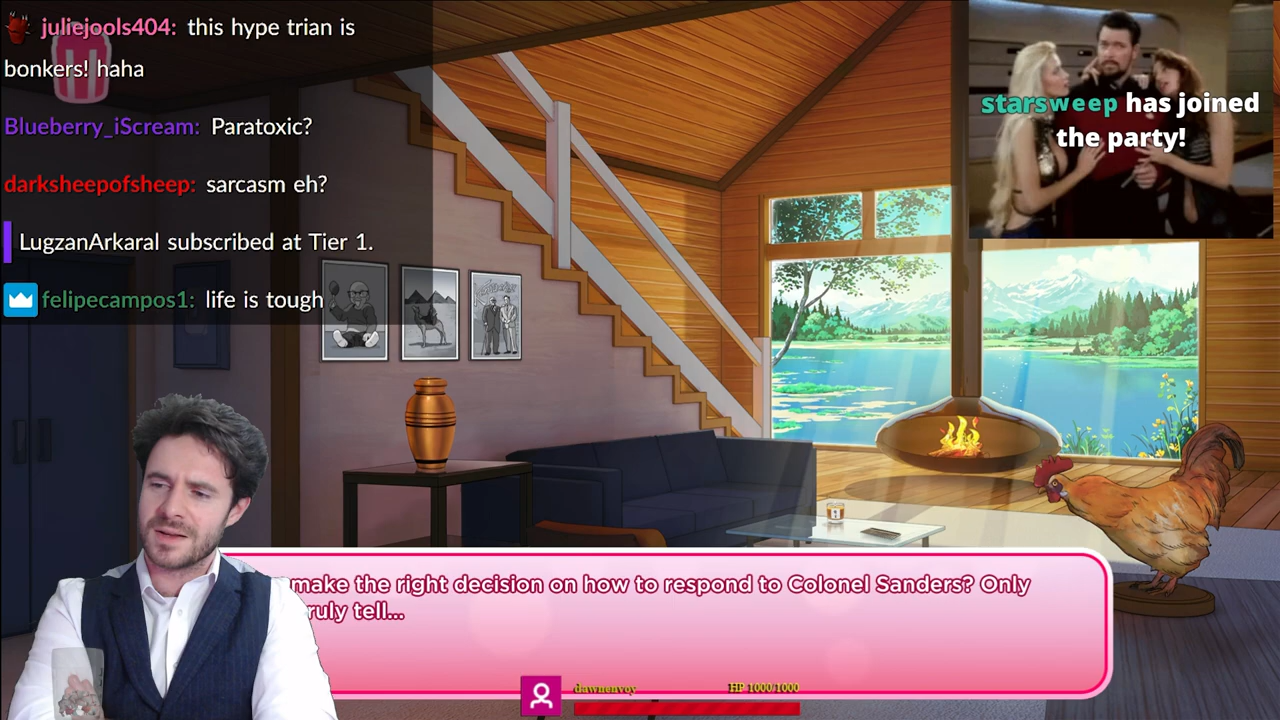 juliejools404: this hype trian is
bonkers! haha
Blueberry_iScream: Paratoxic?
darksheepofsheep: sarcasm eh?
LugzanArkaral subscribed at Tier 1.
felipecampos1: life is tough
starsweep has joined
the party!
make the right decision on how to respond to Colonel Sanders? Only
ruly tell...
dawnenvoy HP 1000/1000